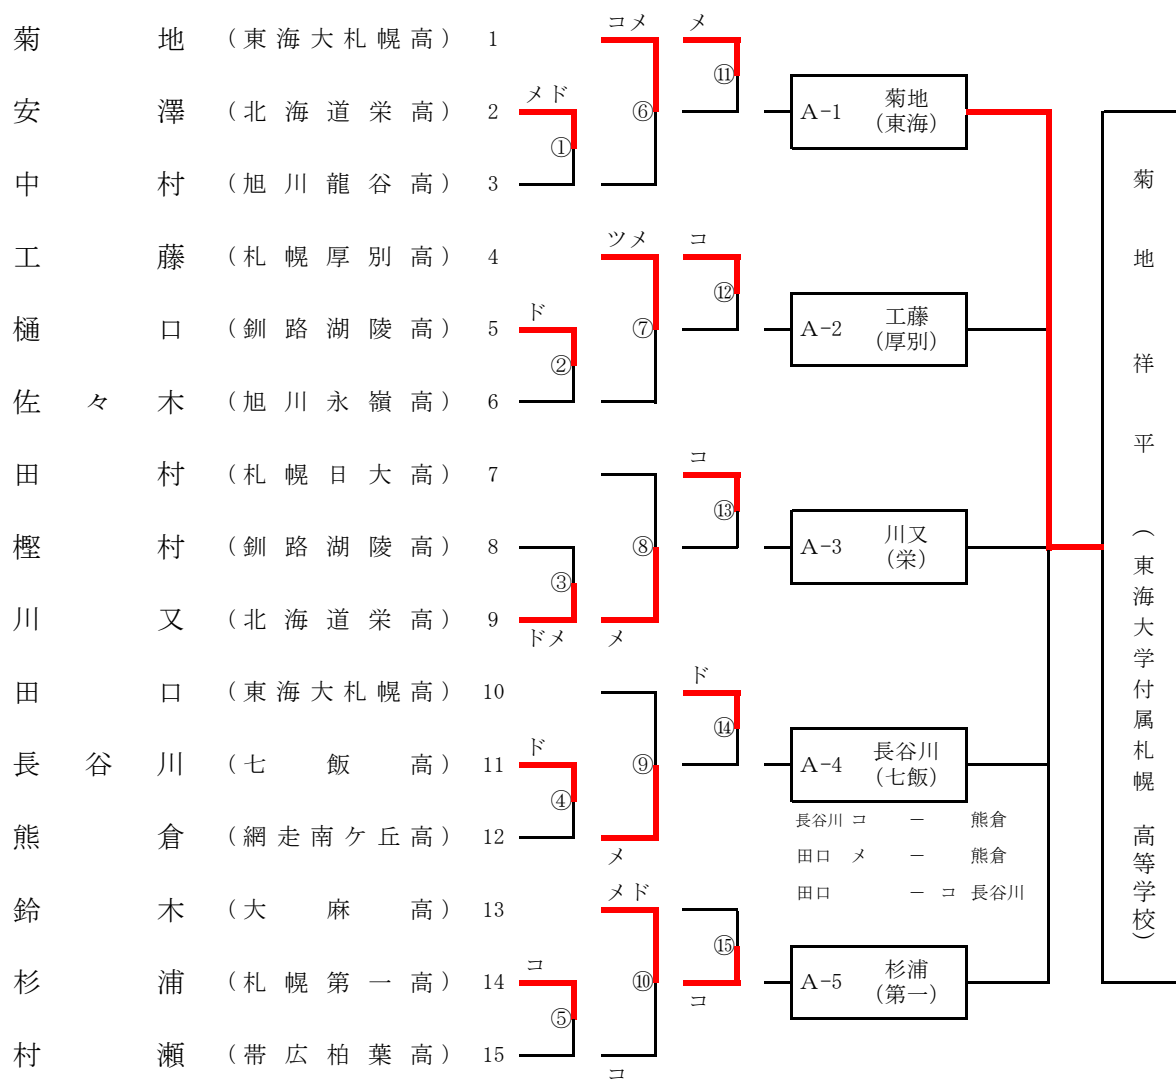 菊地 (東海大札幌高) 1
安澤 (北海道栄高) 2
中村 (旭川龍谷高) 3
工藤 (札幌厚別高) 4
樋口 (釧路湖陵高) 5
佐々木 (旭川永嶺高) 6
田村 (札幌日大高) 7
樫村 (釧路湖陵高) 8
川又 (北海道栄高) 9
田口 (東海大札幌高) 10
長谷川 (七飯高) 11
熊倉 (網走南ケ丘高) 12
鈴木 (大麻高) 13
杉浦 (札幌第一高) 14
村瀬 (帯広柏葉高) 15
メド
①
ド
②
③
ドメ
ド
④
コ
⑤
コメ
⑥
ツメ
⑦
⑧
メ
⑨
メ
メド
⑩
コ
メ
⑪
コ
⑫
コ
⑬
ド
⑭
⑮
コ
A-1 菊地
(東海)
A-2 工藤
(厚別)
A-3 川又
(栄)
A-4 長谷川
(七飯)
長谷川 コ － 熊倉
田口 メ － 熊倉
田口 － コ 長谷川
A-5 杉浦
(第一)
菊地 祥平 (東海大学付属札幌 高等学校)